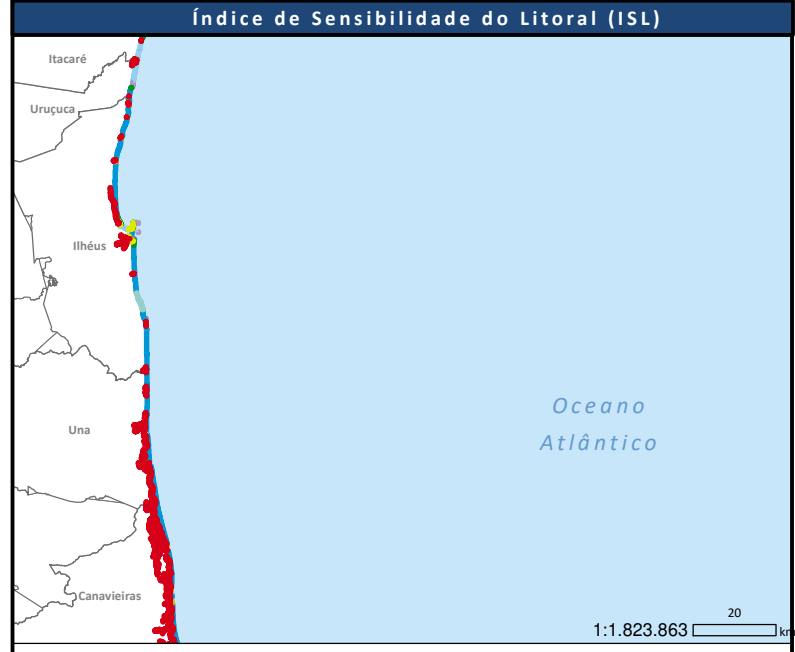 Índice de Sensibilidade do Litoral (ISL)
Itacaré
Uruçuca
Ilhéus
Oceano
Atlântico
Una
Canavieiras
20
1:1.823.863 km